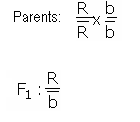 Parents: R/R x b/b
F₁ : R/b